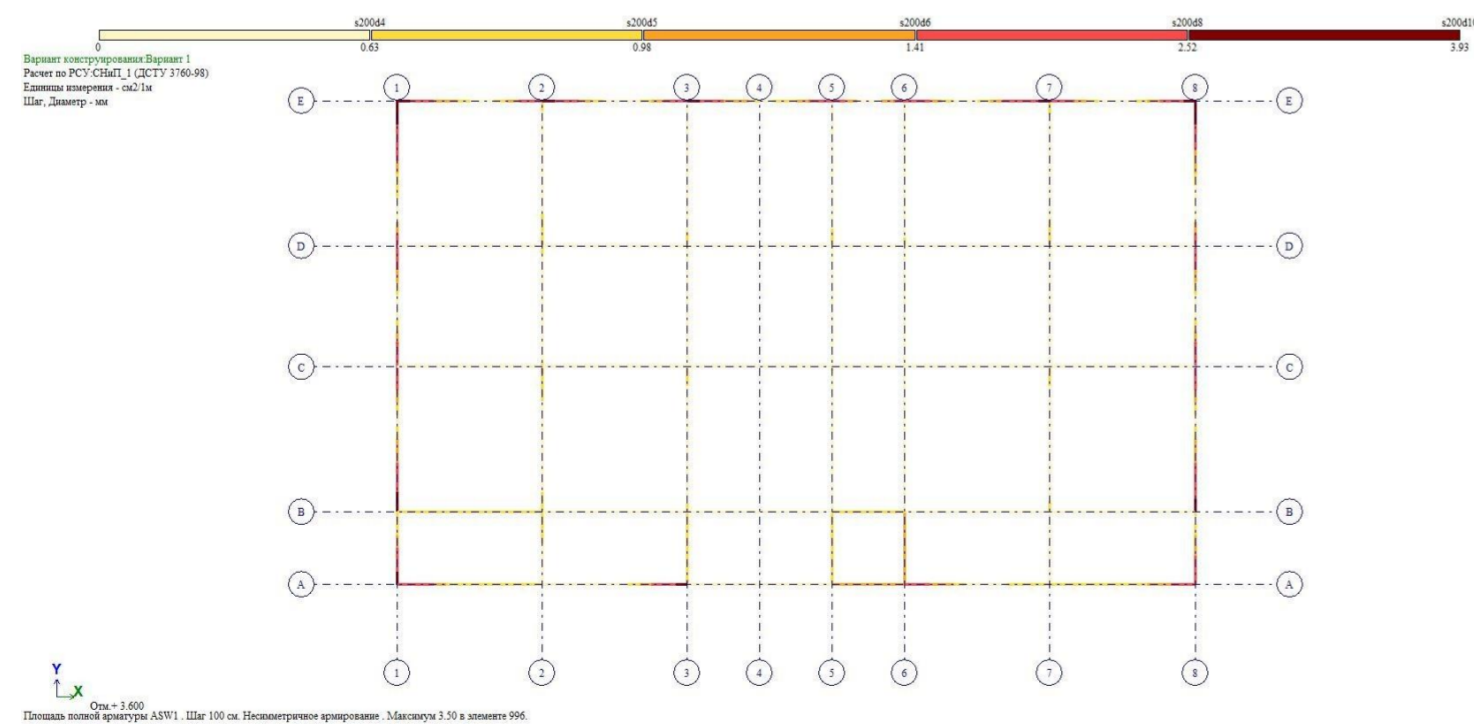 s200d4 s200d5 s200d6 s200d8 s200d10
0 0.63 0.98 1.41 2.52 3.93
Вариант конструирования:Вариант 1
Расчет по РСУ:СНиП_1 (ДСТУ 3760-98)
Единицы измерения - см2/1м
Шаг, Диаметр - мм
1 2 3 4 5 6 7 8
E E
D D
C C
B B
A A
1 2 3 4 5 6 7 8
Y
X
Отм.+ 3.600
Площадь полной арматуры ASW1 . Шаг 100 см. Несимметричное армирование . Максимум 3.50 в элементе 996.